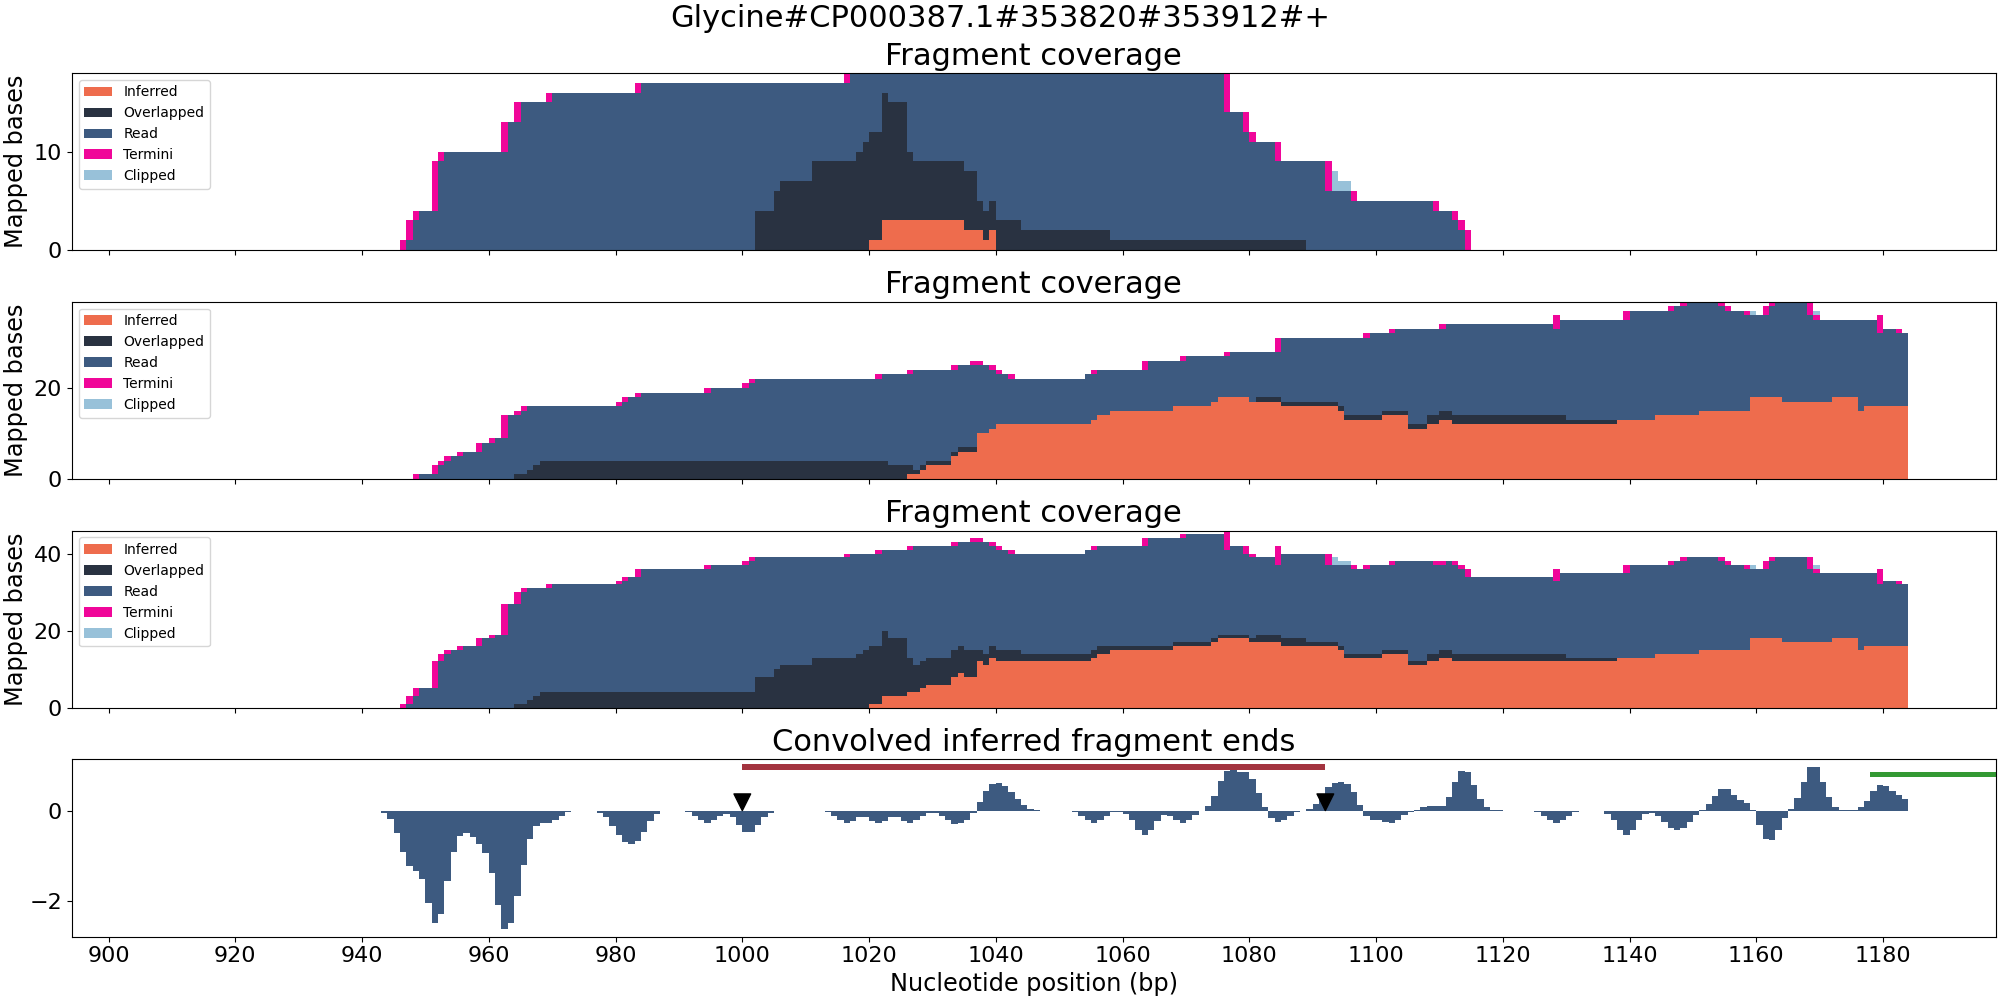 Glycine#CP000387.1#353820#353912#+
Fragment coverage
Mapped bases
10
0
Inferred
Overlapped
Read
Termini
Clipped
Fragment coverage
Mapped bases
20
0
Inferred
Overlapped
Read
Termini
Clipped
Fragment coverage
Mapped bases
40
20
0
Inferred
Overlapped
Read
Termini
Clipped
Convolved inferred fragment ends
0
−2
900 920 940 960 980 1000 1020 1040 1060 1080 1100 1120 1140 1160 1180
Nucleotide position (bp)